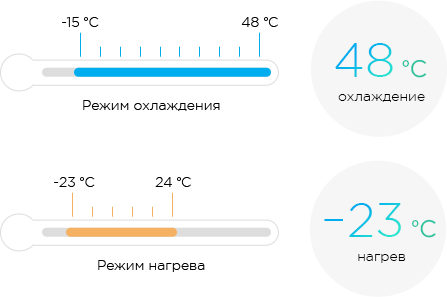 -15 °C 48 °C
Режим охлаждения
48 °C
охлаждение
-23 °C 24 °C
Режим нагрева
-23 °C
нагрев